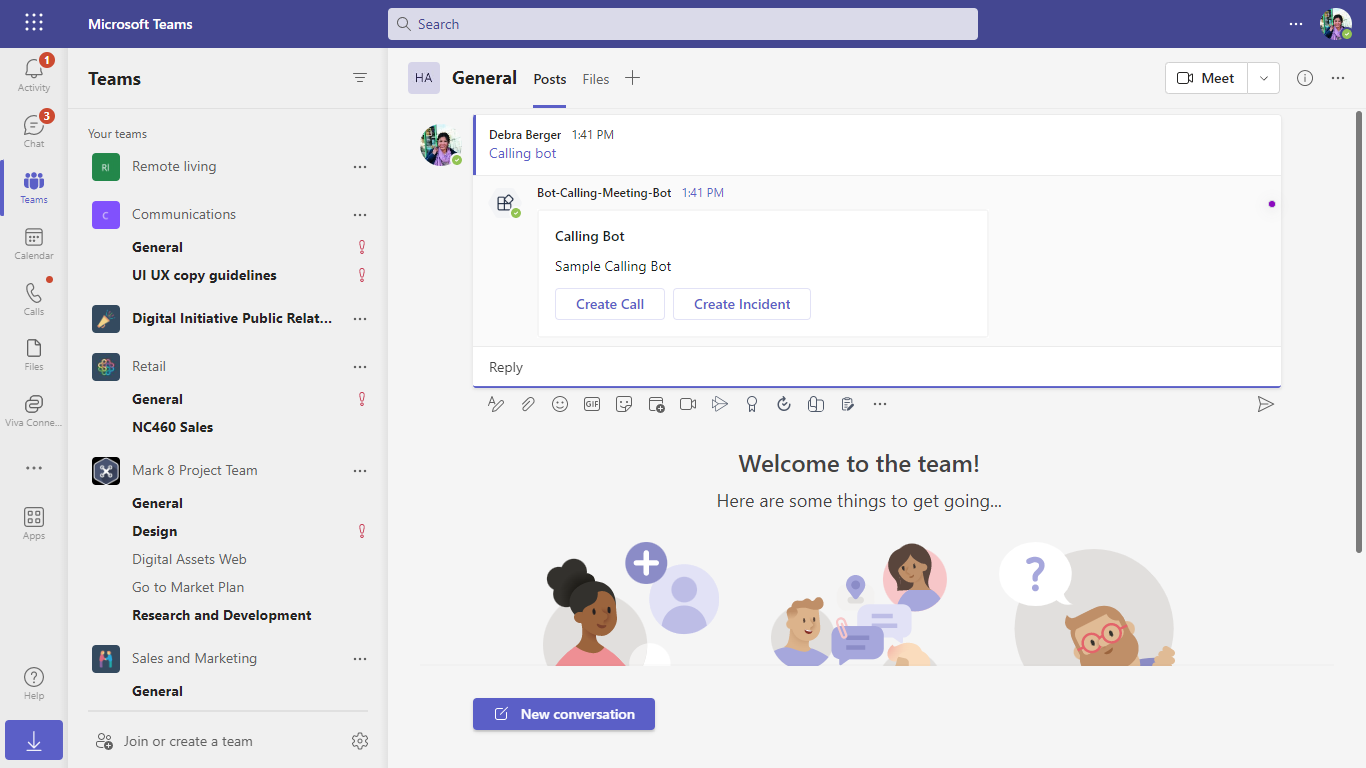 Microsoft Teams
Search
1
Activity
3
Chat
Teams
Calendar
Calls
Files
Viva Conne...
Apps
Help
Teams
Your teams
RI
Remote living
C
Communications
General
UI UX copy guidelines
Digital Initiative Public Relat...
Retail
General
NC460 Sales
Mark 8 Project Team
General
Design
Digital Assets Web
Go to Market Plan
Research and Development
Sales and Marketing
General
Join or create a team
HA General Posts Files
Meet
Debra Berger 1:41 PM
Calling bot
Bot-Calling-Meeting-Bot 1:41 PM
Calling Bot
Sample Calling Bot
Create Call Create Incident
Reply
GIF
Welcome to the team!
Here are some things to get going...
?
New conversation